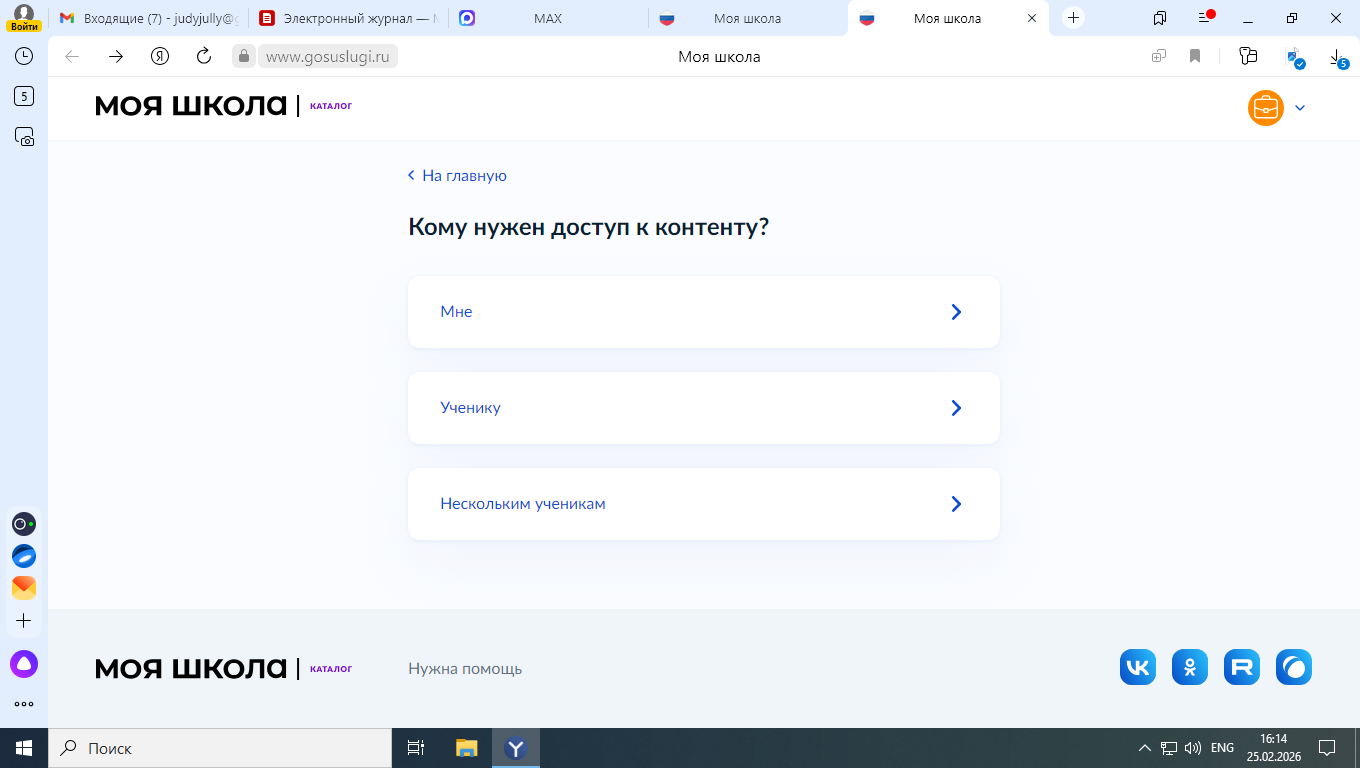 Войти
Входящие (7) - judyjully@g
Электронный журнал — М
MAX
Моя школа
Моя школа
Я
www.gosuslugi.ru
Моя школа
5
5
МОЯ ШКОЛА
КАТАЛОГ
На главную
Кому нужен доступ к контенту?
Мне
Ученику
Нескольким ученикам
МОЯ ШКОЛА
КАТАЛОГ
Нужна помощь
Поиск
ENG
16:14
25.02.2026